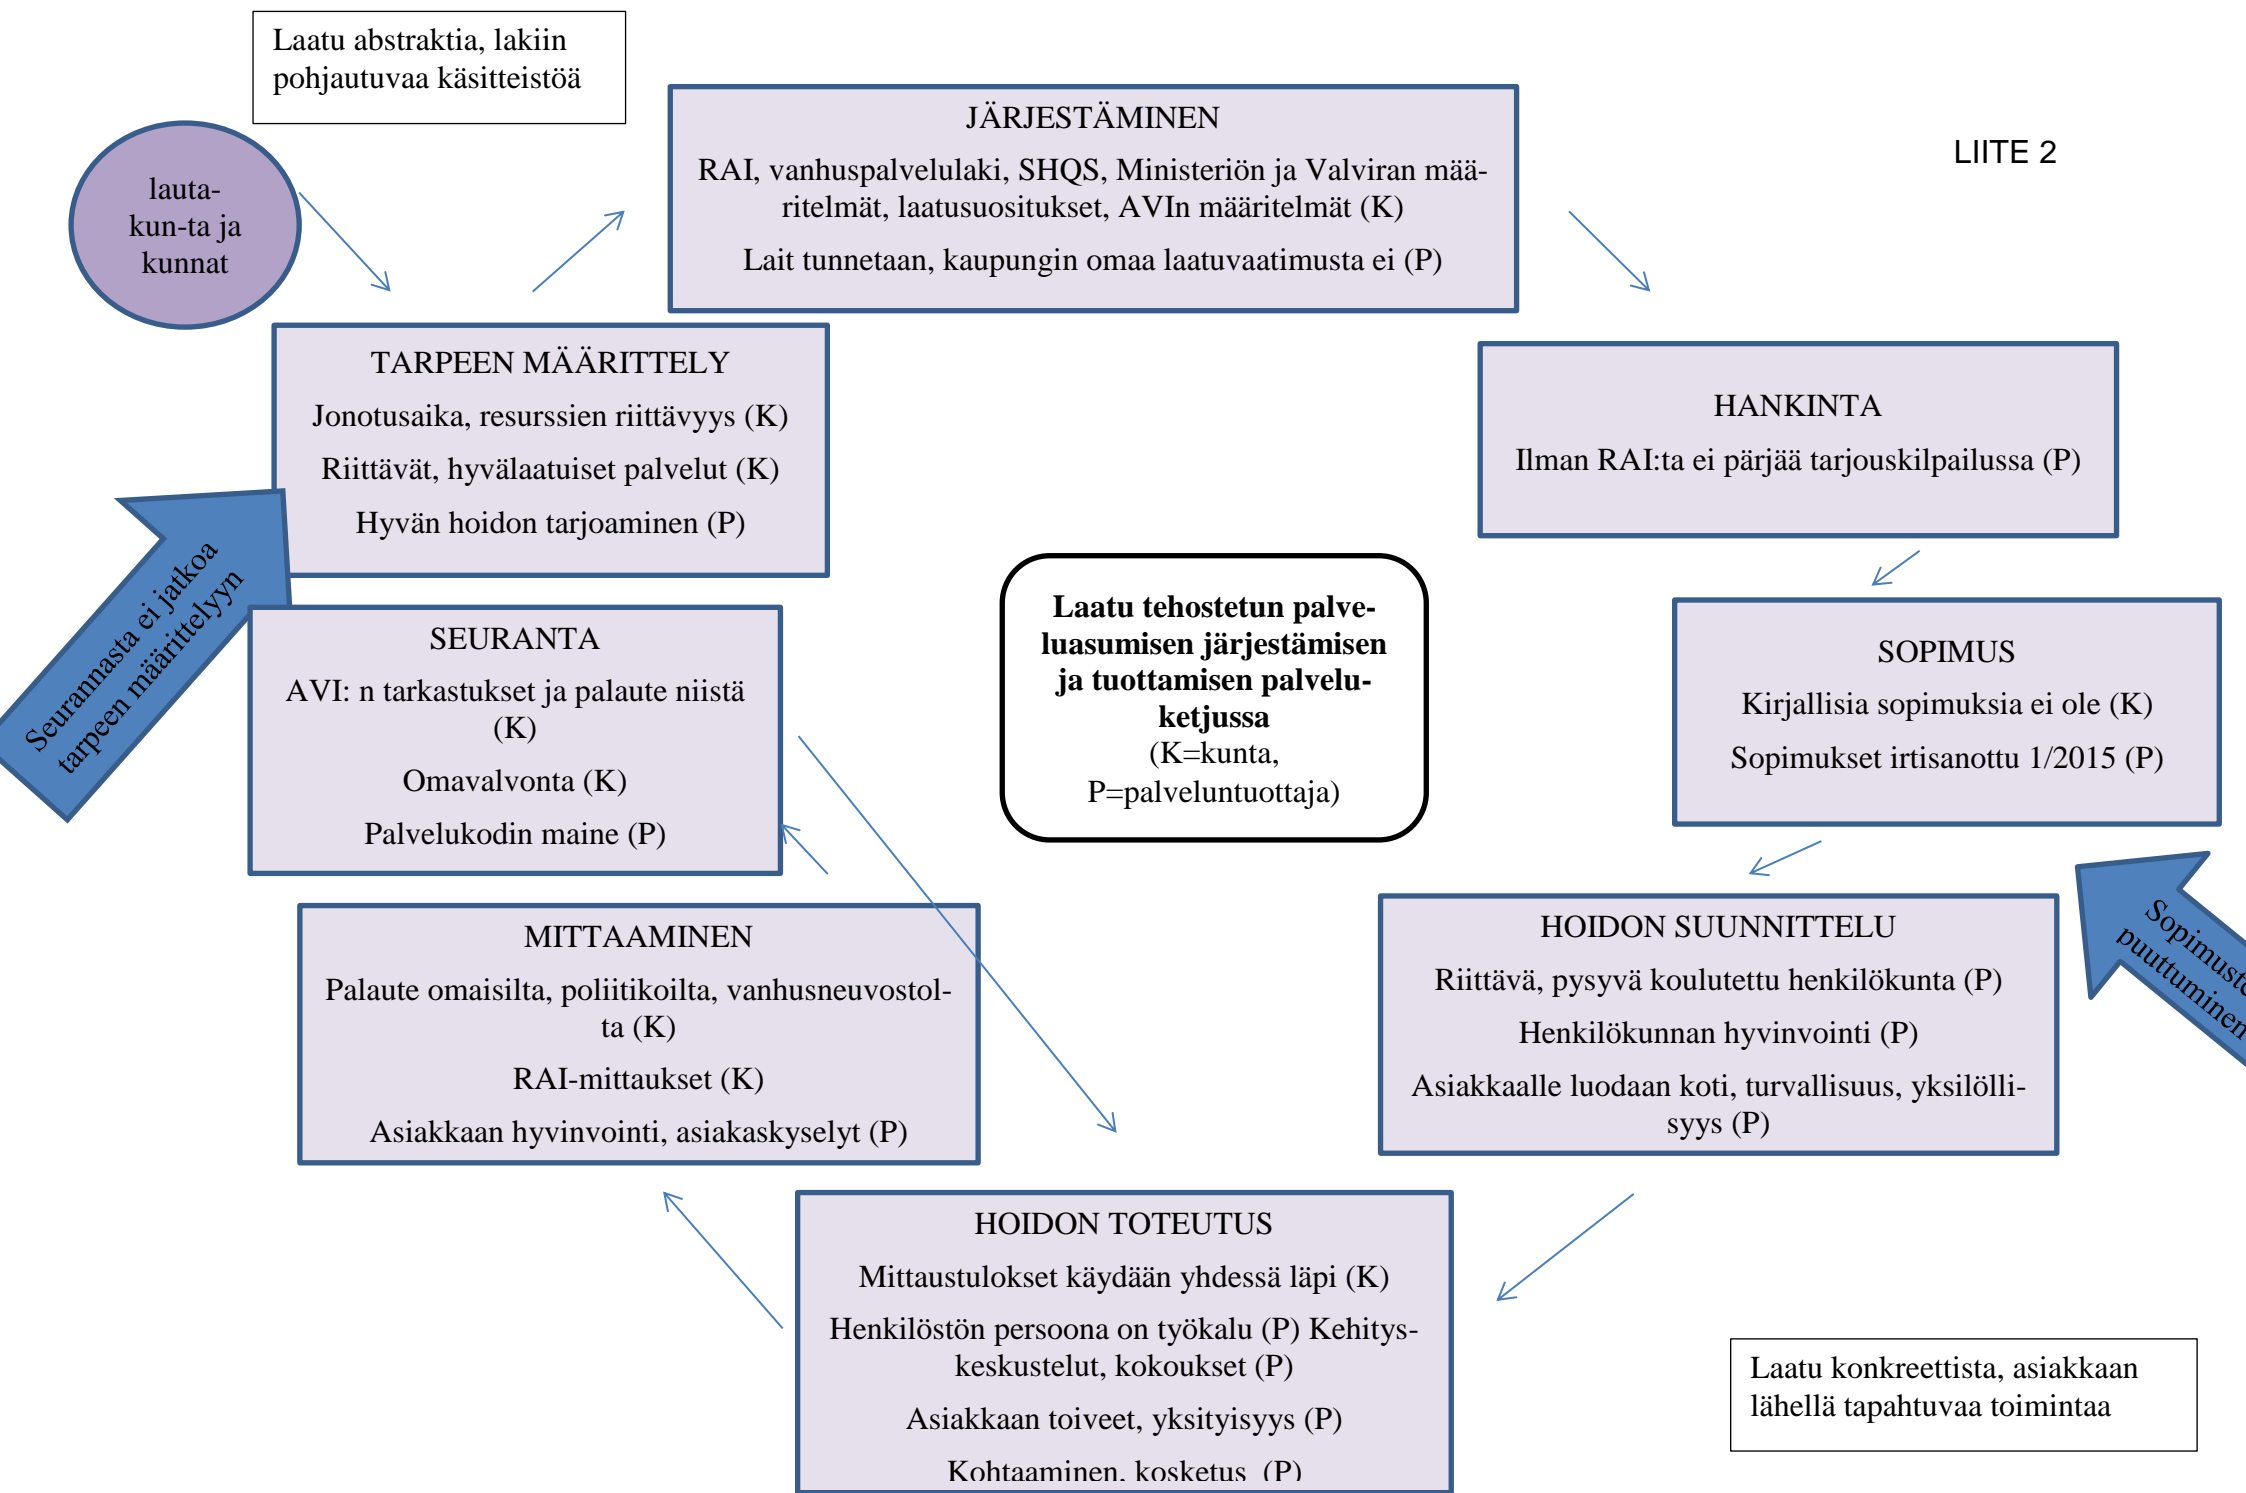 Laatu abstraktia, lakiin
pohjautuvaa käsitteistöä
LIITE 2
lauta-
kun-ta ja
kunnat
JÄRJESTÄMINEN
RAI, vanhuspalvelulaki, SHQS, Ministeriön ja Valviran mää-
ritelmät, laatusuositukset, AVIn määritelmät (K)
Lait tunnetaan, kaupungin omaa laatuvaatimusta ei (P)
TARPEEN MÄÄRITTELY
Jonotusaika, resurssien riittävyys (K)
Riittävät, hyvälaatuiset palvelut (K)
Hyvän hoidon tarjoaminen (P)
HANKINTA
Ilman RAI:ta ei pärjää tarjouskilpailussa (P)
Seurannasta ei jatkoa
tarpeen määrittelyyn
Laatu tehostetun palve-
luasumisen järjestämisen
ja tuottamisen palvelu-
ketjussa
(K=kunta,
P=palveluntuottaja)
SEURANTA
AVI: n tarkastukset ja palaute niistä
(K)
Omavalvonta (K)
Palvelukodin maine (P)
SOPIMUS
Kirjallisia sopimuksia ei ole (K)
Sopimukset irtisanottu 1/2015 (P)
puuttuminen
MITTAAMINEN
Palaute omaisilta, poliitikoilta, vanhusneuvostol-
ta (K)
RAI-mittaukset (K)
Asiakkaan hyvinvointi, asiakaskyselyt (P)
HOIDON SUUNNITTELU
Riittävä, pysyvä koulutettu henkilökunta (P)
Henkilökunnan hyvinvointi (P)
Asiakkaalle luodaan koti, turvallisuus, yksilölli-
syys (P)
HOIDON TOTEUTUS
Mittaustulokset käydään yhdessä läpi (K)
Henkilöstön persoona on työkalu (P) Kehitys-
keskustelut, kokoukset (P)
Asiakkaan toiveet, yksityisyys (P)
Kohtaaminen, kosketus (P)
Laatu konkreettista, asiakkaan
lähellä tapahtuvaa toimintaa